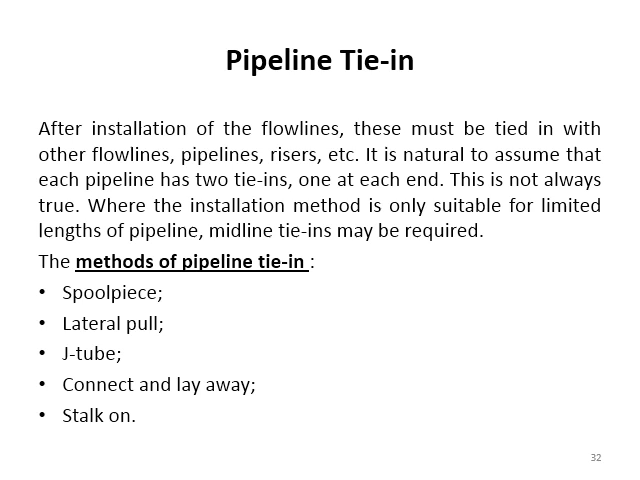 Pipeline Tie-in
After installation of the flowlines, these must be tied in with
other flowlines, pipelines, risers, etc. It is natural to assume that
each pipeline has two tie-ins, one at each end. This is not always
true. Where the installation method is only suitable for limited
lengths of pipeline, midline tie-ins may be required.
The methods of pipeline tie-in :
• Spoolpiece;
• Lateral pull;
• J-tube;
• Connect and lay away;
• Stalk on.
32